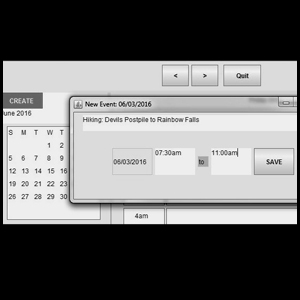 < > Quit
CREATE
New Event: 06/03/2016
June 2016
Hiking: Devils Postpile to Rainbow Falls
S M T W
1 2
5 6 7 8 9
12 13 14 15 16
19 20 21 22 23
26 27 28 29 30
07:30am
11:00am
06/03/2016 to SAVE
4am